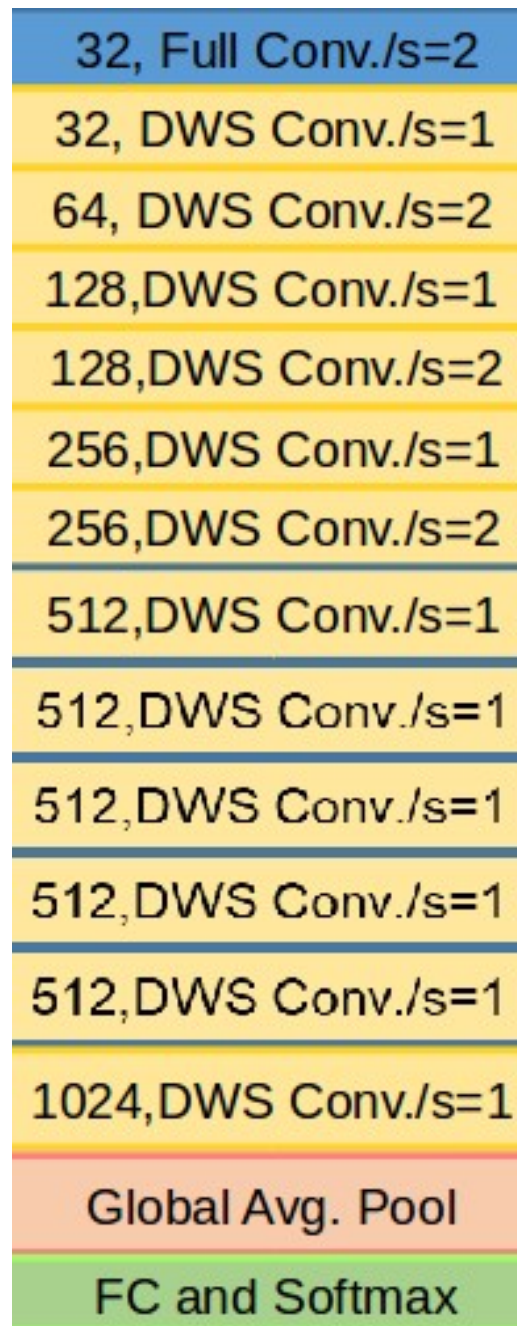 32, Full Conv./s=2
32, DWS Conv./s=1
64, DWS Conv./s=2
128,DWS Conv./s=1
128,DWS Conv./s=2
256,DWS Conv./s=1
256,DWS Conv./s=2
512,DWS Conv./s=1
512,DWS Conv./s=1
512,DWS Conv./s=1
512,DWS Conv./s=1
512,DWS Conv./s=1
1024,DWS Conv./s=1
Global Avg. Pool
FC and Softmax